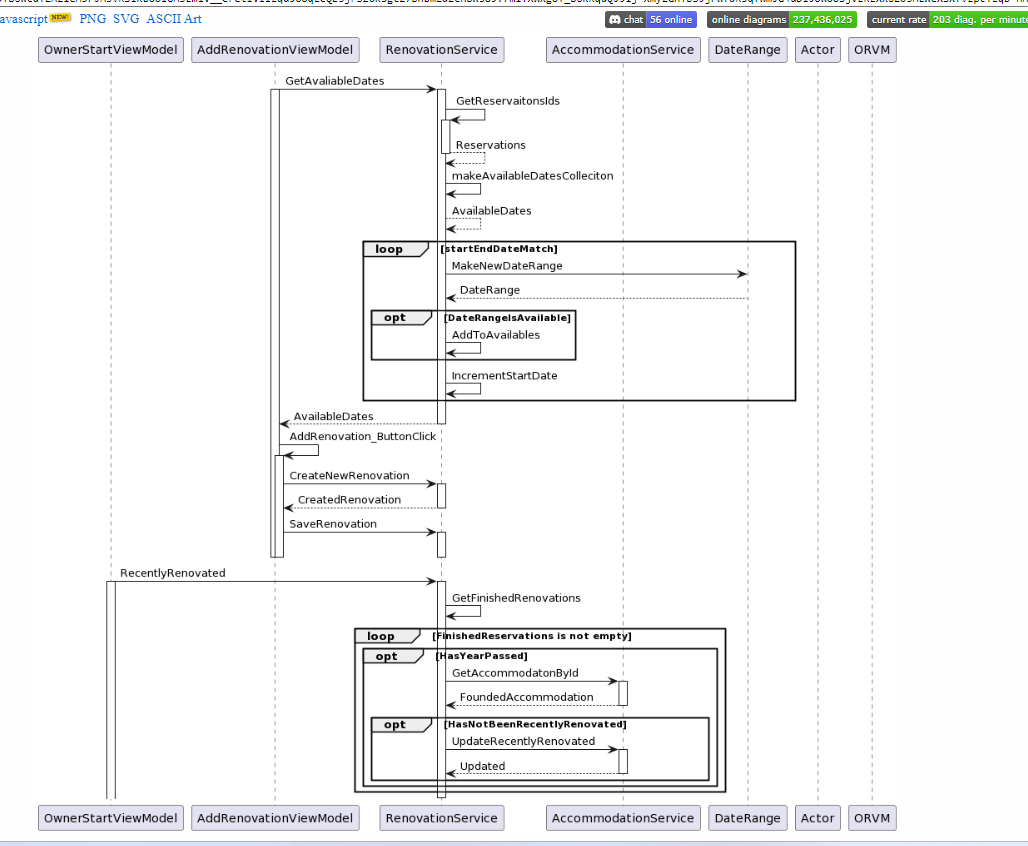 avascript NEW! PNG SVG ASCII Art
chat 56 online online diagrams 237,436,025 current rate 203 diag. per minute
OwnerStartViewModel AddRenovationViewModel RenovationService AccommodationService DateRange Actor ORVM
GetAvaliableDates
GetReservaitonsIds
Reservations
makeAvailableDatesColleciton
AvailableDates
loop [startEndDateMatch]
MakeNewDateRange
DateRange
opt [DateRangeIsAvailable]
AddToAvailables
IncrementStartDate
AvailableDates
AddRenovation_ButtonClick
CreateNewRenovation
CreatedRenovation
SaveRenovation
RecentlyRenovated
GetFinishedRenovations
loop [FinishedReservations is not empty]
opt [HasYearPassed]
GetAccommodatonById
FoundedAccommodation
opt [HasNotBeenRecentlyRenovated]
UpdateRecentlyRenovated
Updated
OwnerStartViewModel AddRenovationViewModel RenovationService AccommodationService DateRange Actor ORVM